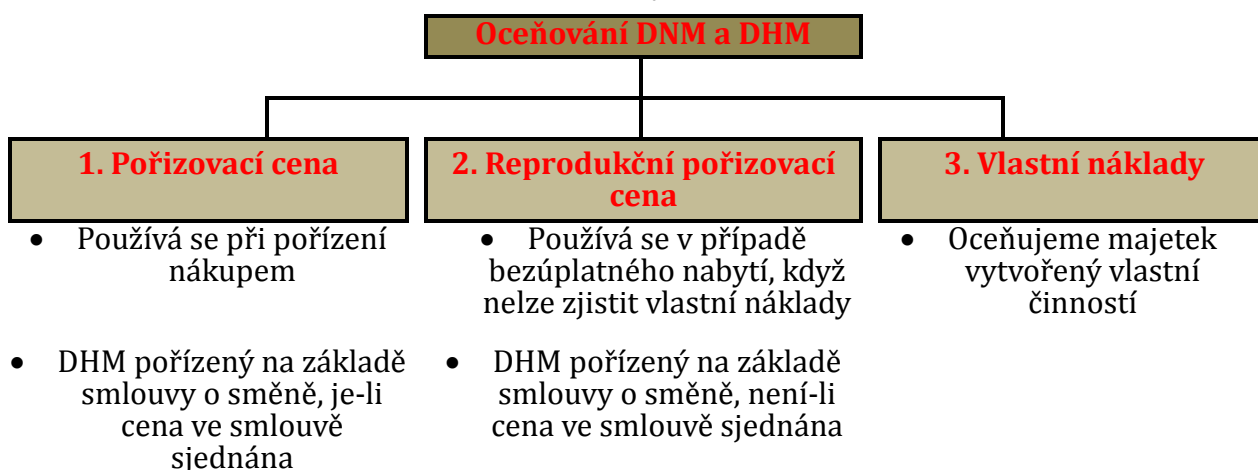 Oceňování DNM a DHM
1. Pořizovací cena
• Používá se při pořízení
nákupem
• DHM pořízený na základě
smlouvy o směně, je-li
cena ve smlouvě
sjednána
2. Reprodukční pořizovací
cena
• Používá se v případě
bezúplatného nabytí, když
nelze zjistit vlastní náklady
• DHM pořízený na základě
smlouvy o směně, není-li
cena ve smlouvě sjednána
3. Vlastní náklady
• Oceňujeme majetek
vytvořený vlastní
činností